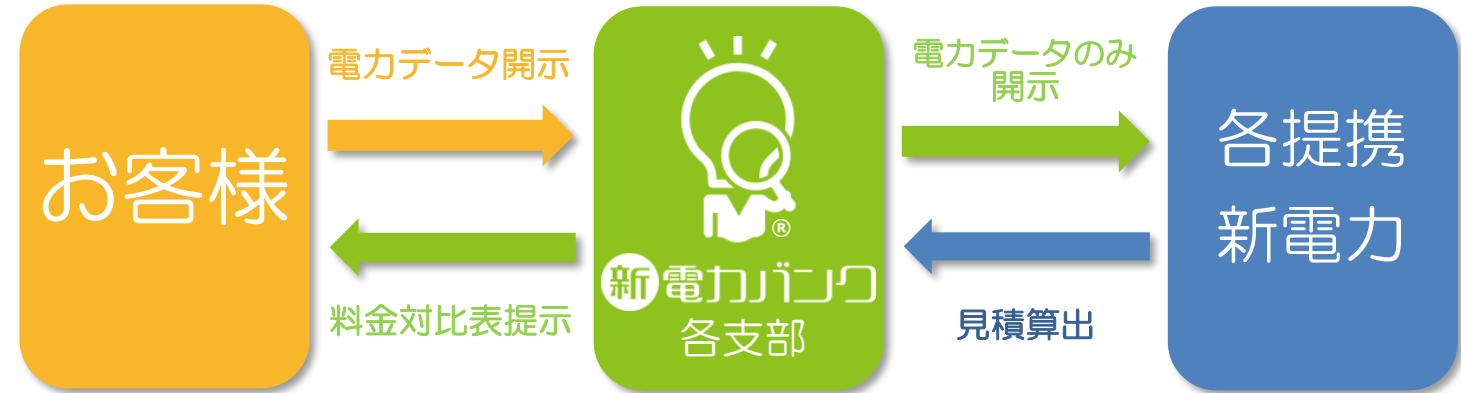 お客様
電力データ開示
料金対比表提示
®
新電力バンク
各支部
電力データのみ
開示
見積算出
各提携
新電力